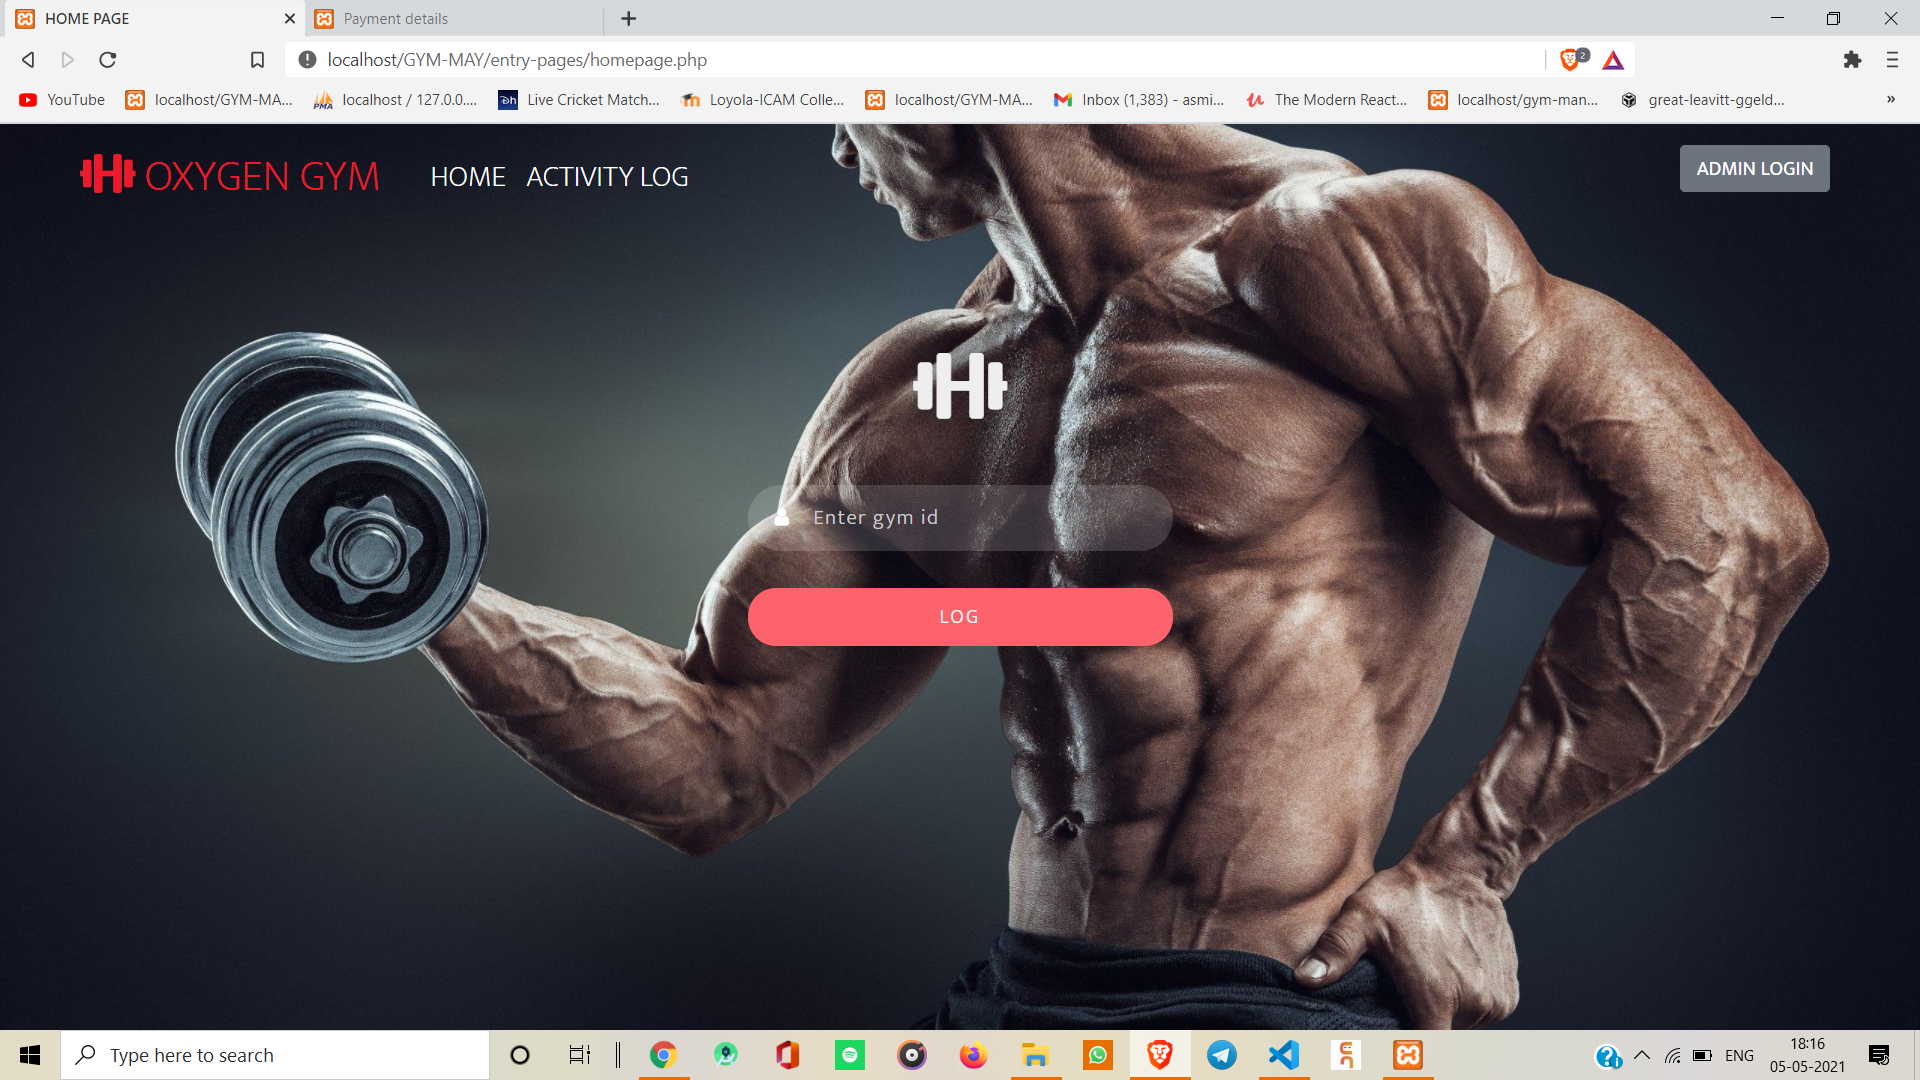 HOME PAGE
Payment details
localhost/GYM-MAY/entry-pages/homepage.php
2
YouTube
localhost/GYM-MA...
localhost / 127.0.0....
Live Cricket Match...
Loyola-ICAM Colle...
localhost/GYM-MA...
Inbox (1,383) - asmi...
The Modern React...
localhost/gym-man...
great-leavitt-ggeld...
»
OXYGEN GYM
HOME
ACTIVITY LOG
ADMIN LOGIN
Enter gym id
LOG
Type here to search
ENG
18:16
05-05-2021